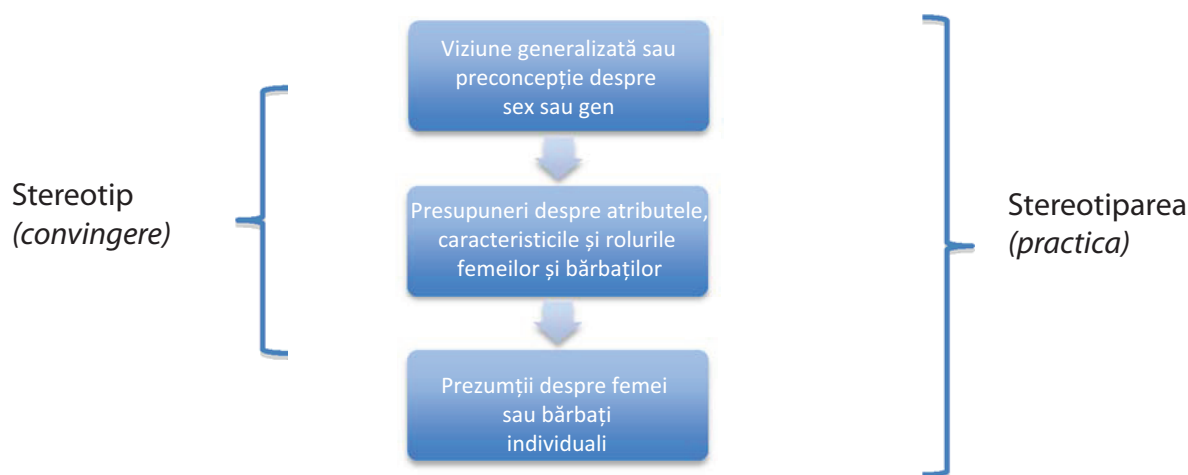 Viziune generalizată sau
preconcepție despre
sex sau gen
Stereotip
(convingere)
Presupuneri despre atributele,
caracteristicile și rolurile
femeilor și bărbaților
Stereotiparea
(practica)
Prezumții despre femei
sau bărbați
individuali